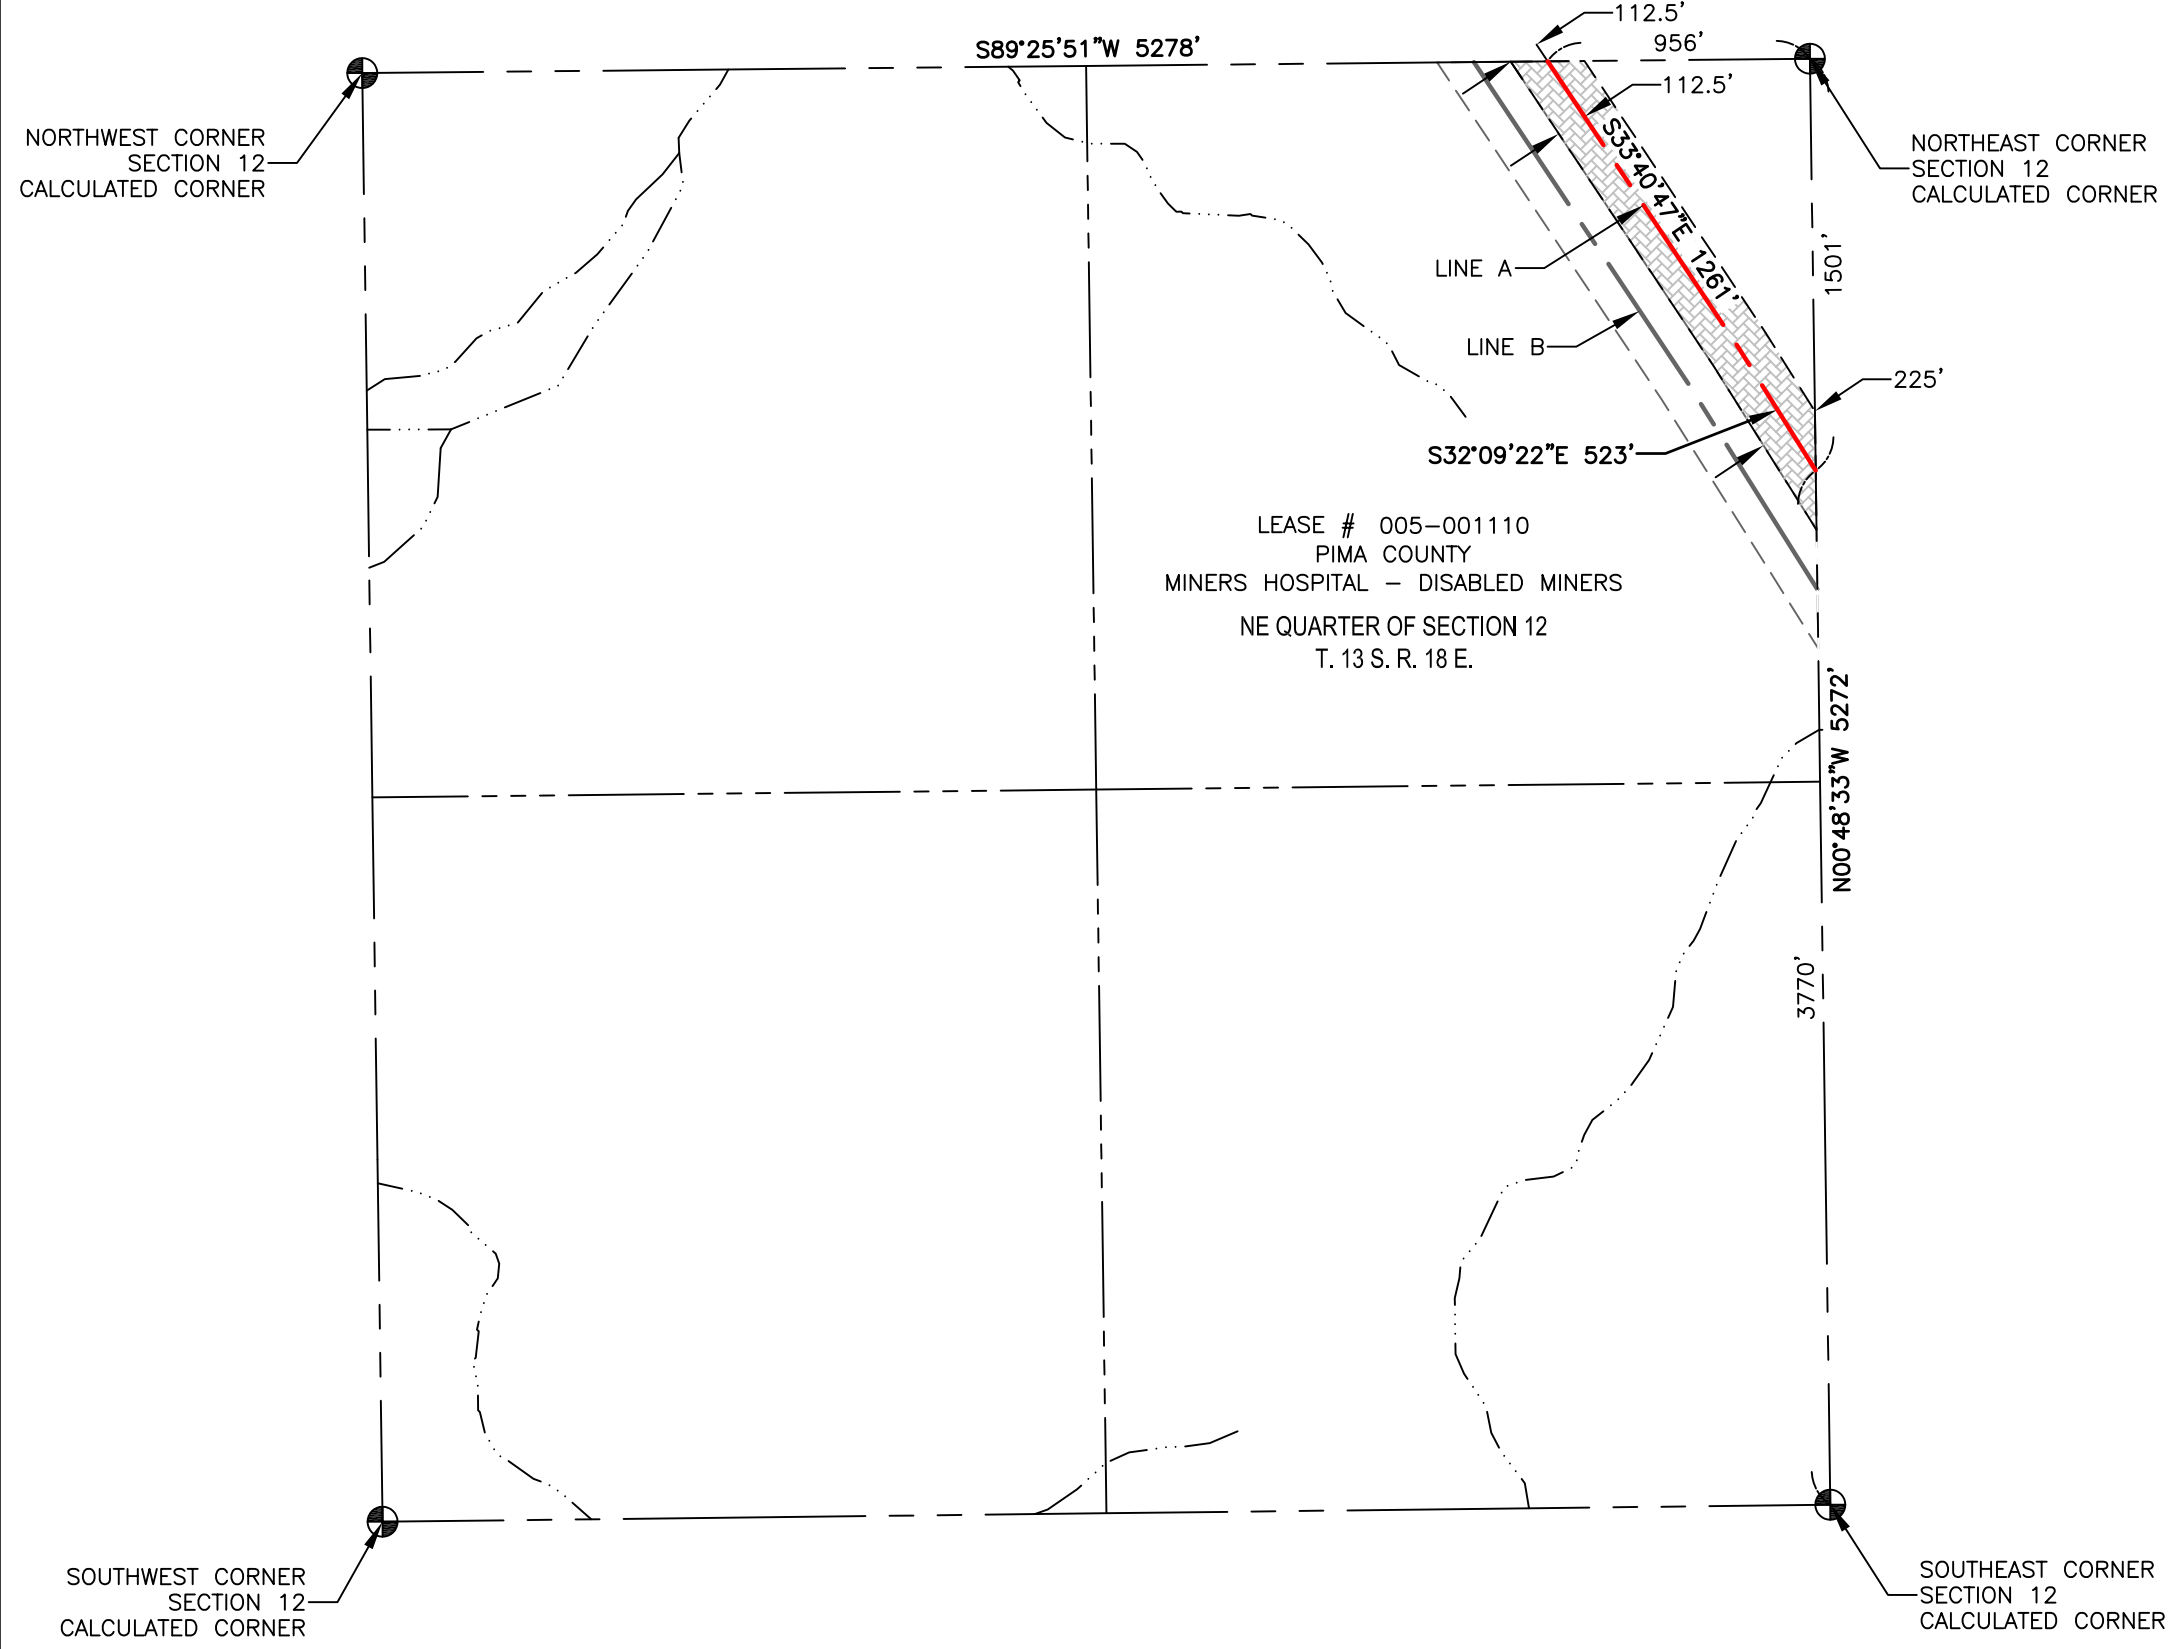 112.5'
S89°25'51"W 5278'
956'
112.5'
NORTHWEST CORNER
SECTION 12
CALCULATED CORNER
NORTHEAST CORNER
SECTION 12
CALCULATED CORNER
S33°40'47"E 1261'
1501'
LINE A
LINE B
225'
S32°09'22"E 523'
LEASE # 005-001110
PIMA COUNTY
MINERS HOSPITAL - DISABLED MINERS
NE QUARTER OF SECTION 12
T. 13 S. R. 18 E.
N00°48'33"W 5272'
3770'
SOUTHWEST CORNER
SECTION 12
CALCULATED CORNER
SOUTHEAST CORNER
SECTION 12
CALCULATED CORNER